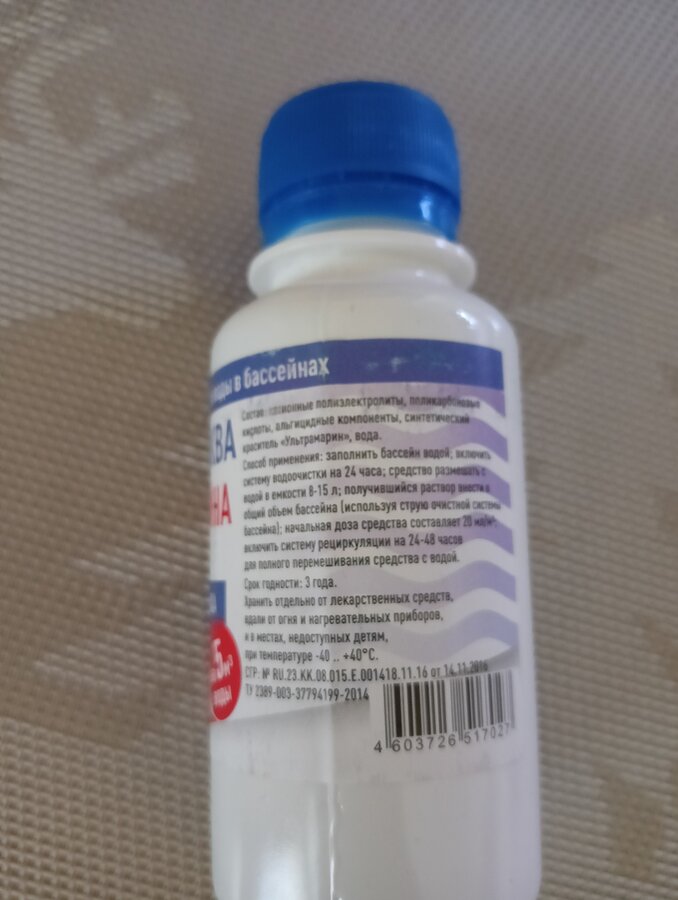 воды в бассейнах
КВА
НА
Состав: катионные полиэлектролиты, поликарбоновые
кислоты, альгицидные компоненты, синтетический
краситель «Ультрамарин», вода.
Способ применения: заполнить бассейн водой; включить
систему водоочистки на 24 часа; средство размешать с
водой в емкости 8-15 л; получившийся раствор внести в
общий объем бассейна (используя струю очистной системы
бассейна); начальная доза средства составляет 20 мл/м³;
включить систему рециркуляции на 24-48 часов
для полного перемешивания средства с водой.
Срок годности: 3 года.
Хранить отдельно от лекарственных средств,
вдали от огня и нагревательных приборов,
и в местах, недоступных детям,
при температуре -40 .. +40°С.
СГР: № RU.23.КК.08.015.Е.001418.11.16 от 14.11.2016
ТУ 2389-003-37794199-2014
5 м³
воды
4 603726 517027